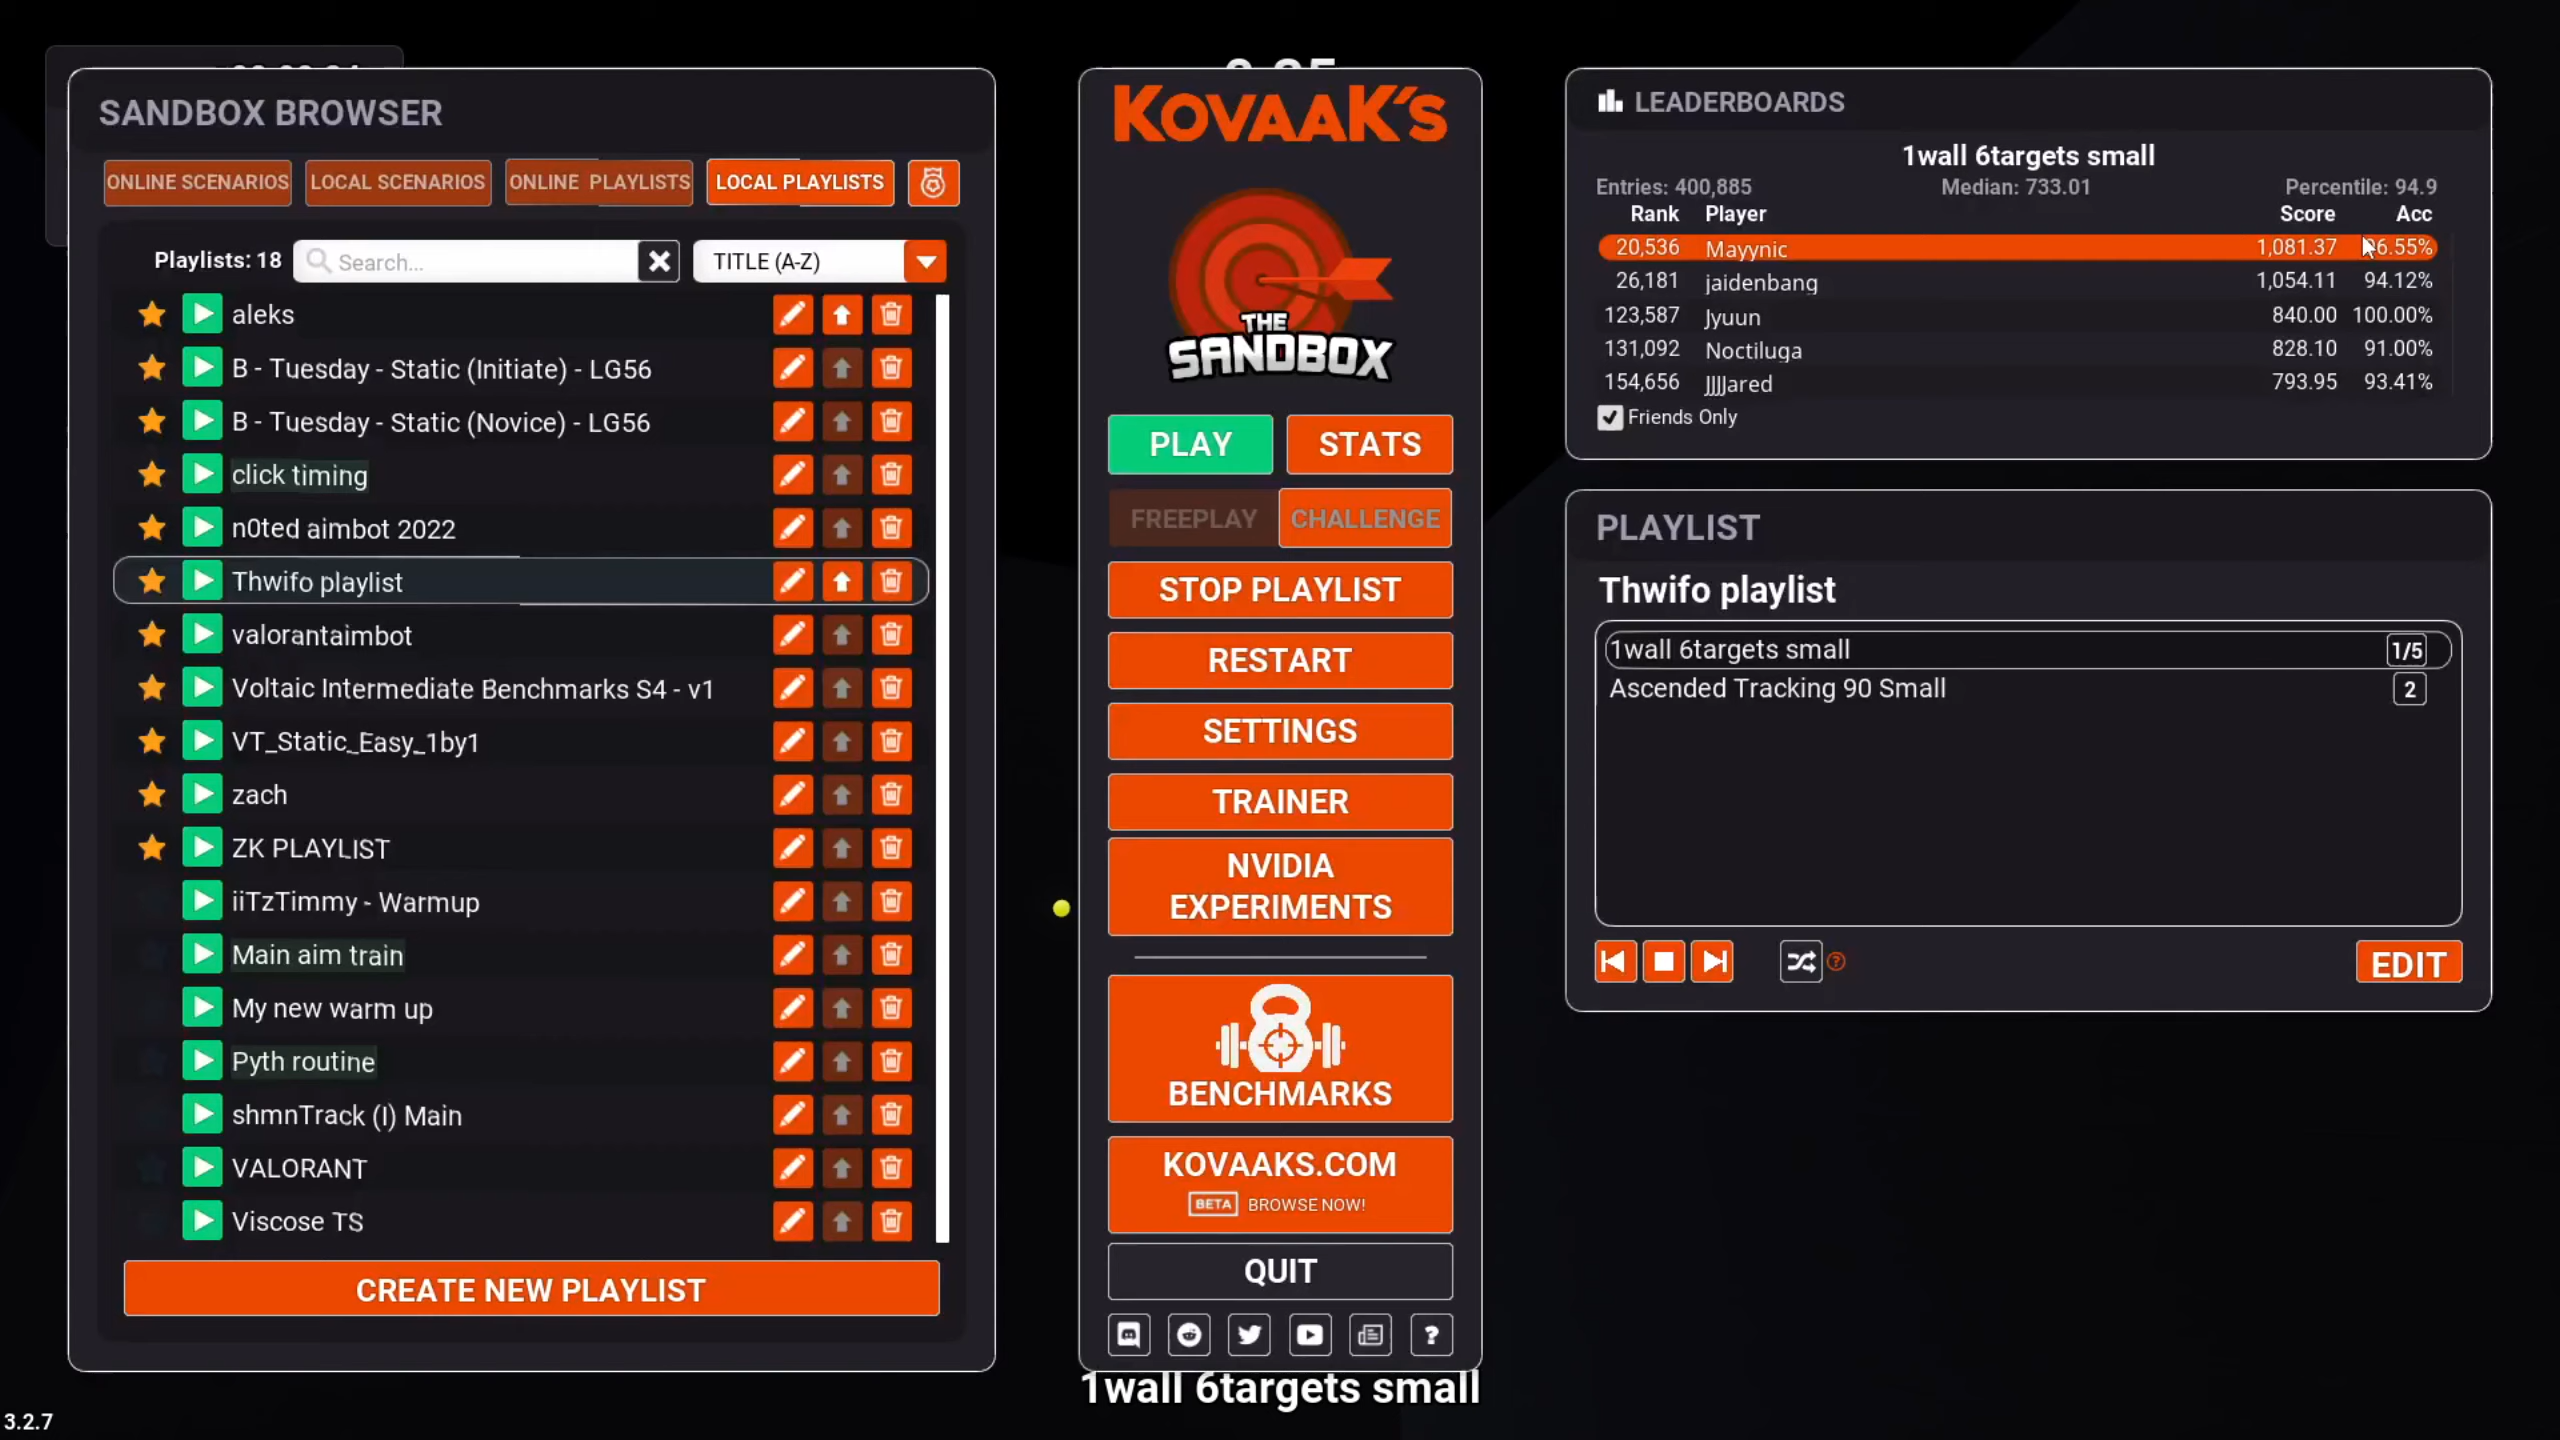 SANDBOX BROWSER
ONLINE SCENARIOS
LOCAL SCENARIOS
ONLINE PLAYLISTS
LOCAL PLAYLISTS
Playlists: 18
Search...
TITLE (A-Z)
aleks
B - Tuesday - Static (Initiate) - LG56
B - Tuesday - Static (Novice) - LG56
click timing
n0ted aimbot 2022
Thwifo playlist
valorantaimbot
Voltaic Intermediate Benchmarks S4 - v1
VT_Static_Easy_1by1
zach
ZK PLAYLIST
iiTzTimmy - Warmup
Main aim train
My new warm up
Pyth routine
shmnTrack (I) Main
VALORANT
Viscose TS
CREATE NEW PLAYLIST
3.2.7
KOVAAK'S
THE
SANDBOX
PLAY
STATS
FREEPLAY
CHALLENGE
STOP PLAYLIST
RESTART
SETTINGS
TRAINER
NVIDIA
EXPERIMENTS
BENCHMARKS
KOVAAKS.COM
BETA BROWSE NOW!
QUIT
?
1wall 6targets small
LEADERBOARDS
1wall 6targets small
Entries: 400,885 Median: 733.01 Percentile: 94.9
Rank Player Score Acc
20,536 Mayynic 1,081.37
26,181 jaidenbang 1,054.11 94.12%
123,587 Jyuun 840.00 100.00%
131,092 Noctiluga 828.10 91.00%
154,656 JJJJared 793.95 93.41%
Friends Only
PLAYLIST
Thwifo playlist
1wall 6targets small 1/5
Ascended Tracking 90 Small 2
?
EDIT